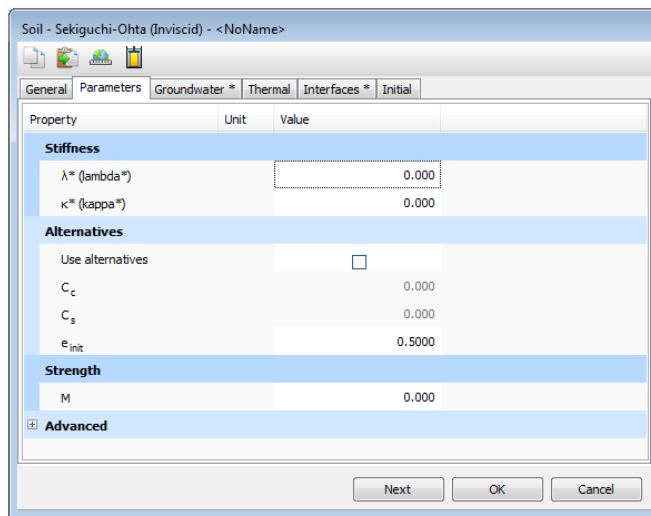 Soil - Sekiguchi-Ohta (Inviscid) - <NoName>
General Parameters Groundwater * Thermal Interfaces * Initial
Property Unit Value
Stiffness
λ* (lambda*) 0.000
κ* (kappa*) 0.000
Alternatives
Use alternatives
Cc 0.000
Cs 0.000
einit 0.5000
Strength
M 0.000
Advanced
Next OK Cancel